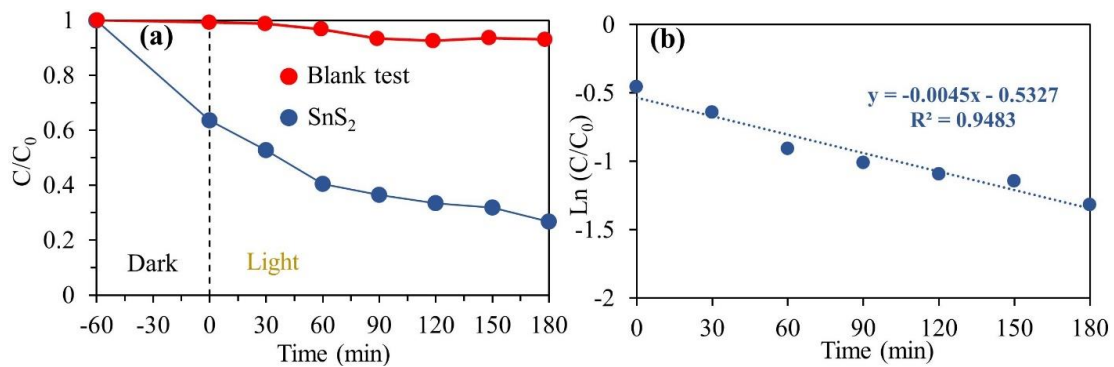 (a)
Blank test
SnS₂
C/C₀
1
0.8
0.6
0.4
0.2
0
Dark
Light
-60 -30 0 30 60 90 120 150 180
Time (min)
(b)
y = -0.0045x - 0.5327
R² = 0.9483
Ln (C/C₀)
0
-0.5
-1
-1.5
-2
0 30 60 90 120 150 180
Time (min)